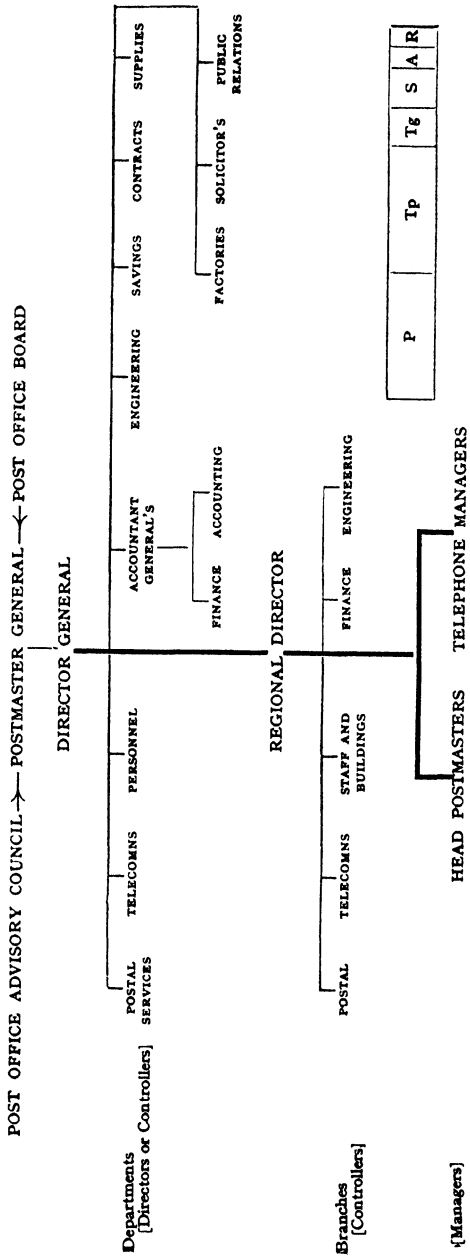 POST OFFICE ADVISORY COUNCIL → POSTMASTER GENERAL ← POST OFFICE BOARD
DIRECTOR GENERAL
Departments
[Directors or Controllers]
POSTAL
SERVICES
TELECOMNS
PERSONNEL
ACCOUNTANT
GENERAL'S
ENGINEERING
SAVINGS
CONTRACTS
SUPPLIES
FINANCE
ACCOUNTING
FACTORIES
SOLICITOR'S
PUBLIC
RELATIONS
REGIONAL DIRECTOR
Branches
[Controllers]
POSTAL
TELECOMNS
STAFF AND
BUILDINGS
FINANCE
ENGINEERING
[Managers]
HEAD POSTMASTERS
TELEPHONE MANAGERS
P Tp Tg S A R